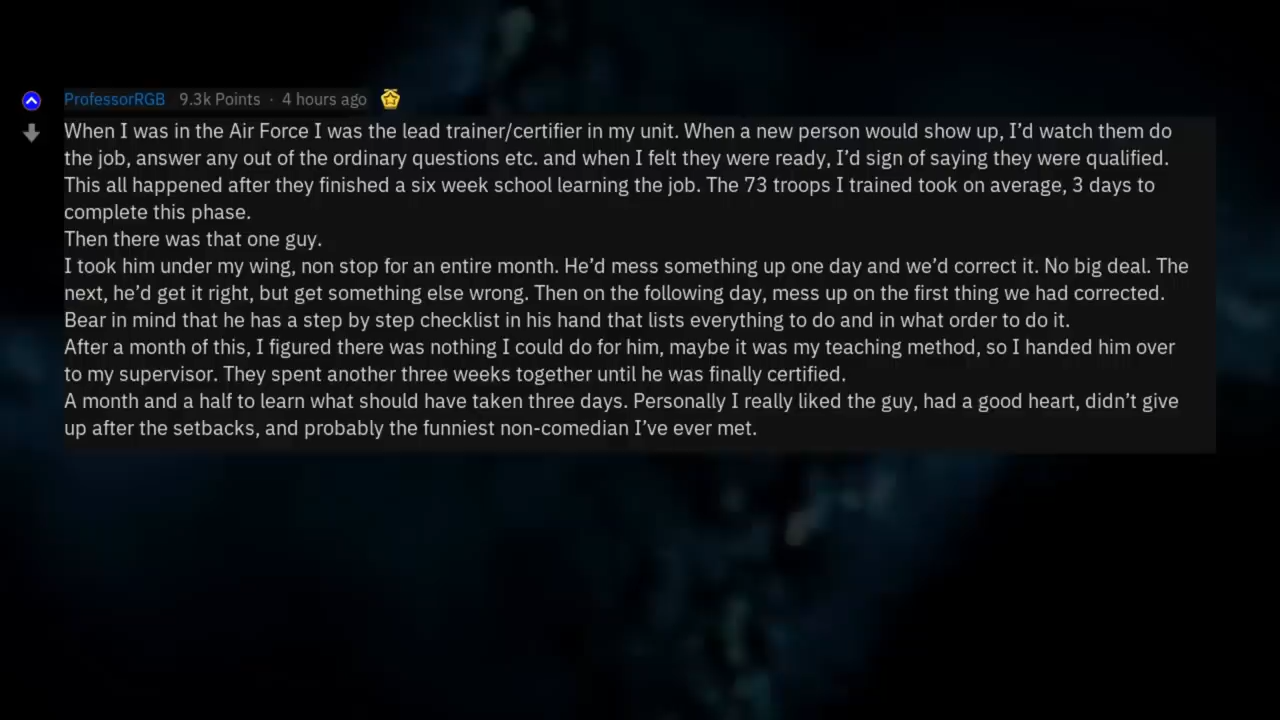 ProfessorRGB 9.3k Points · 4 hours ago
When I was in the Air Force I was the lead trainer/certifier in my unit. When a new person would show up, I’d watch them do
the job, answer any out of the ordinary questions etc. and when I felt they were ready, I’d sign of saying they were qualified.
This all happened after they finished a six week school learning the job. The 73 troops I trained took on average, 3 days to
complete this phase.
Then there was that one guy.
I took him under my wing, non stop for an entire month. He’d mess something up one day and we’d correct it. No big deal. The
next, he’d get it right, but get something else wrong. Then on the following day, mess up on the first thing we had corrected.
Bear in mind that he has a step by step checklist in his hand that lists everything to do and in what order to do it.
After a month of this, I figured there was nothing I could do for him, maybe it was my teaching method, so I handed him over
to my supervisor. They spent another three weeks together until he was finally certified.
A month and a half to learn what should have taken three days. Personally I really liked the guy, had a good heart, didn’t give
up after the setbacks, and probably the funniest non-comedian I’ve ever met.